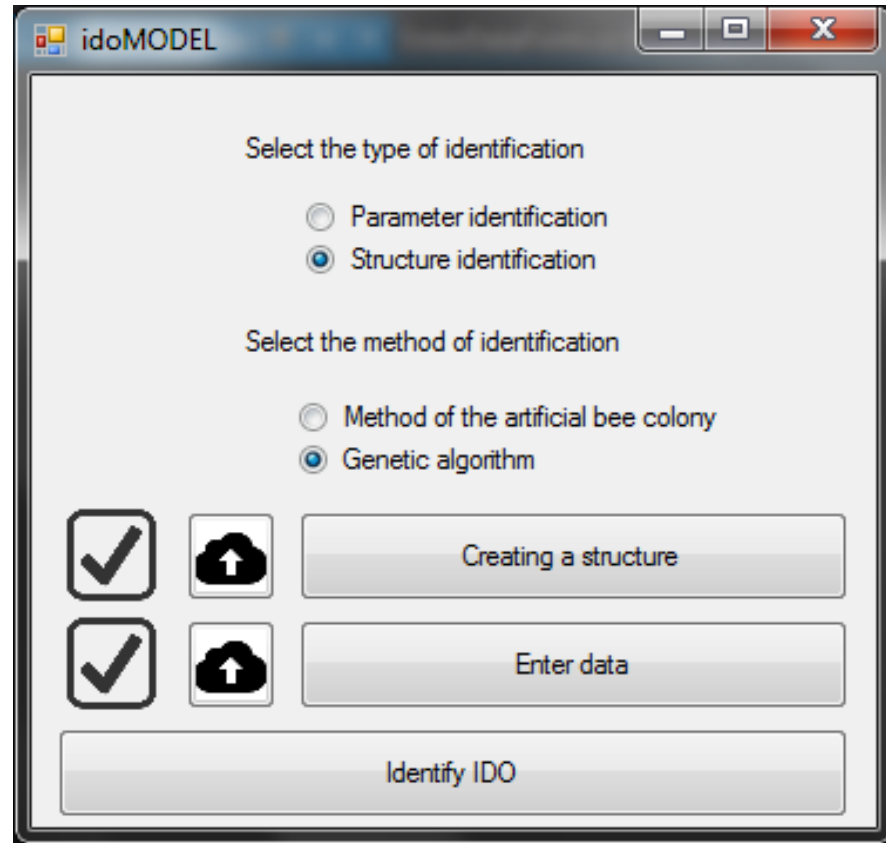 idoMODEL
Select the type of identification
Parameter identification
Structure identification
Select the method of identification
Method of the artificial bee colony
Genetic algorithm
Creating a structure
Enter data
Identify IDO